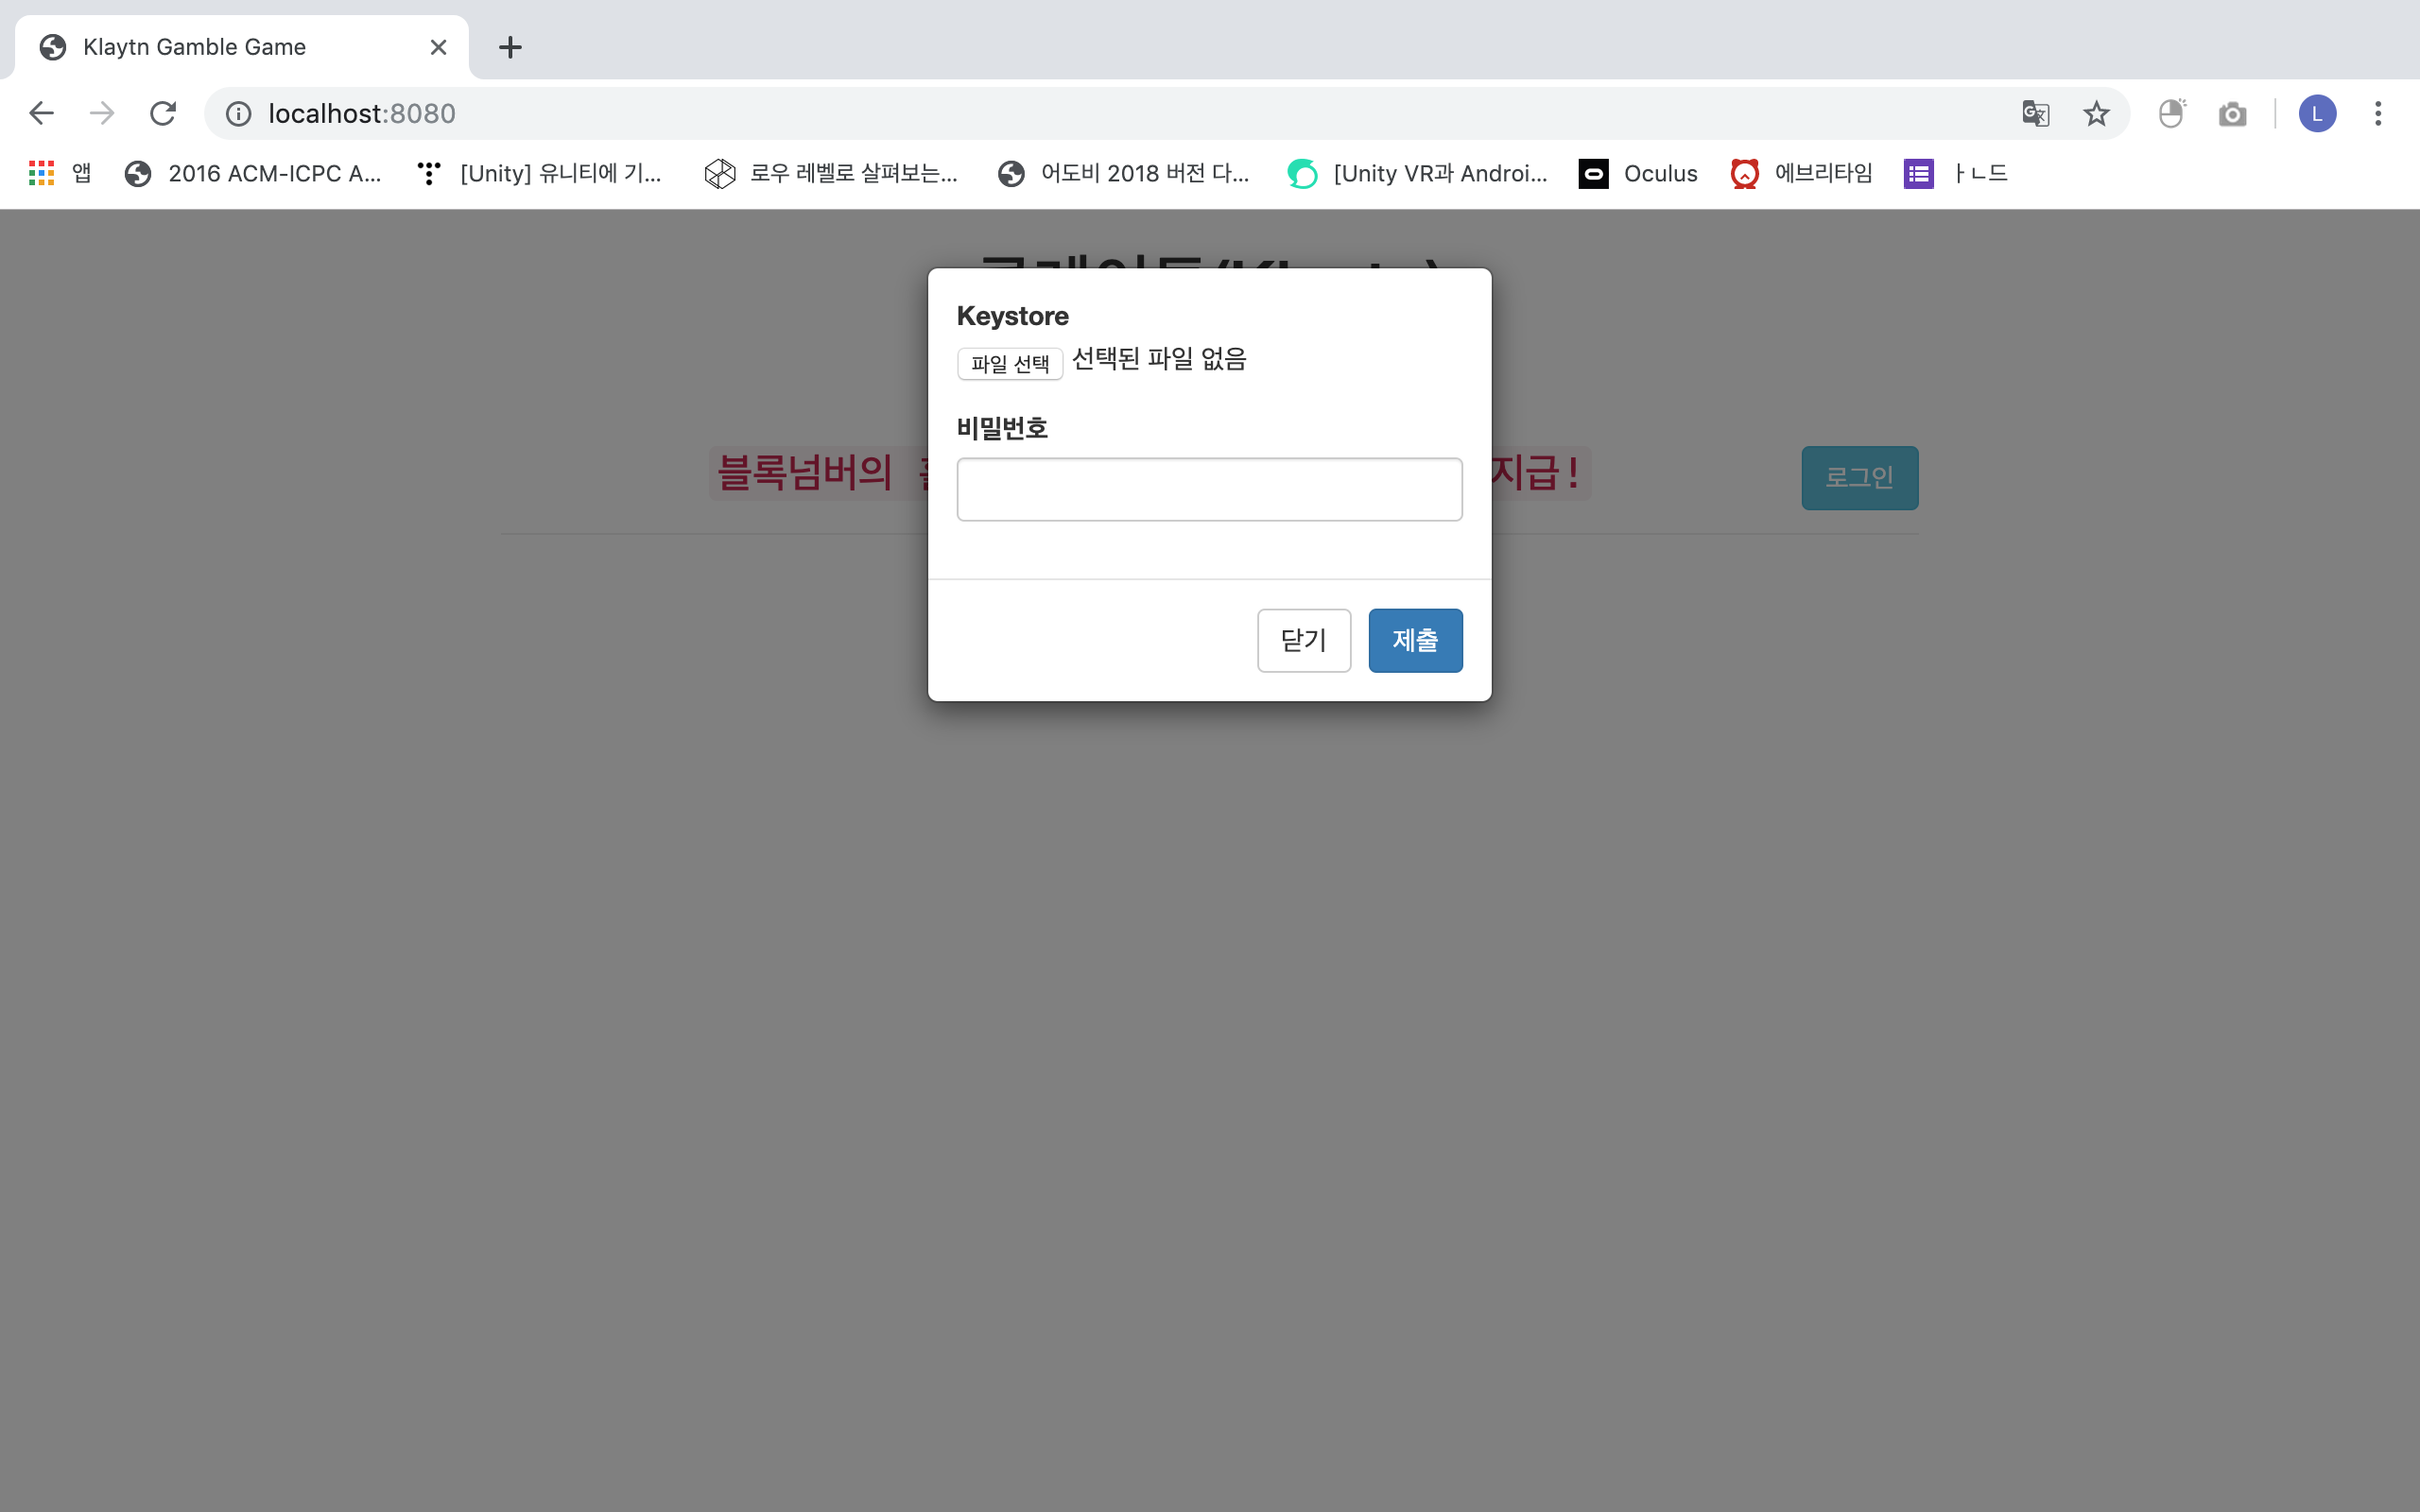 Klaytn Gamble Game
localhost:8080
앱 2016 ACM-ICPC A... [Unity] 유니티에 기... 로우 레벨로 살펴보는... 어도비 2018 버전 다... [Unity VR과 Androi... Oculus 에브리타임 ㅏㄴ드
L
Keystore
파일 선택 선택된 파일 없음
비밀번호
블록넘버의 지급!
로그인
닫기 제출